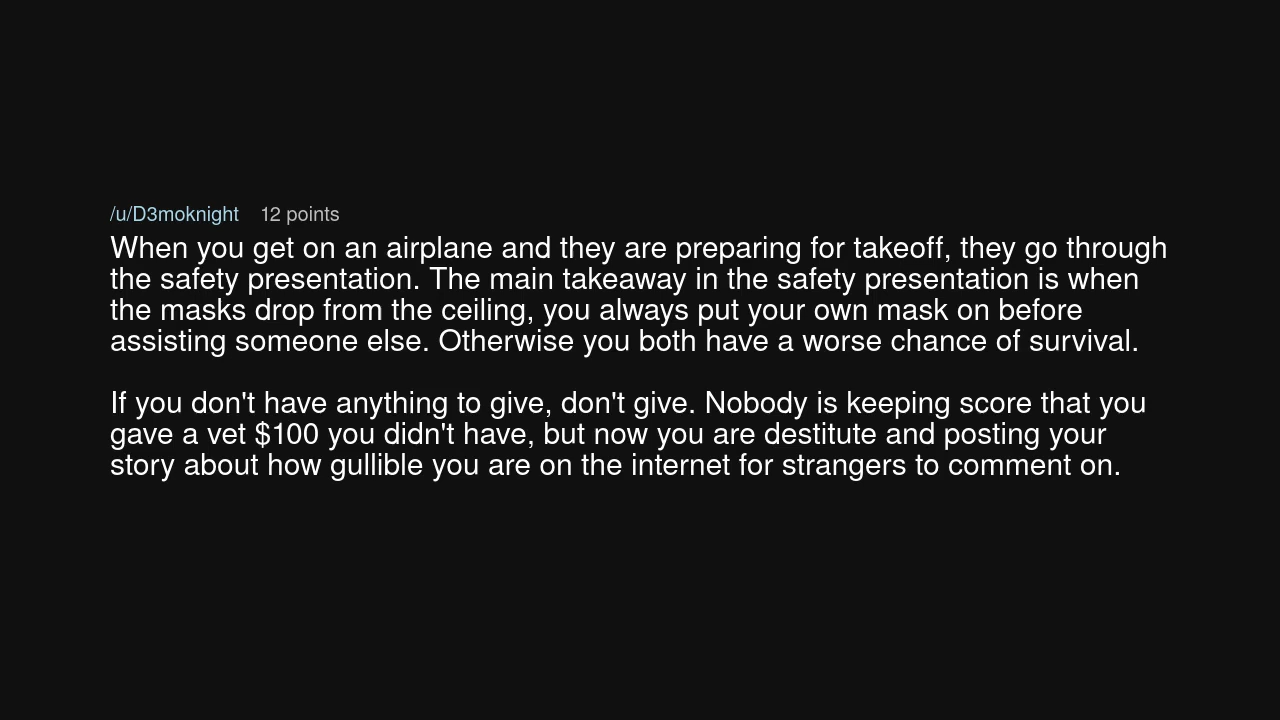 /u/D3moknight 12 points
When you get on an airplane and they are preparing for takeoff, they go through
the safety presentation. The main takeaway in the safety presentation is when
the masks drop from the ceiling, you always put your own mask on before
assisting someone else. Otherwise you both have a worse chance of survival.
If you don't have anything to give, don't give. Nobody is keeping score that you
gave a vet $100 you didn't have, but now you are destitute and posting your
story about how gullible you are on the internet for strangers to comment on.